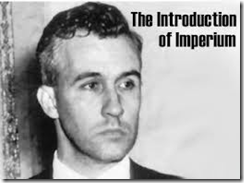 The Introduction
of Imperium